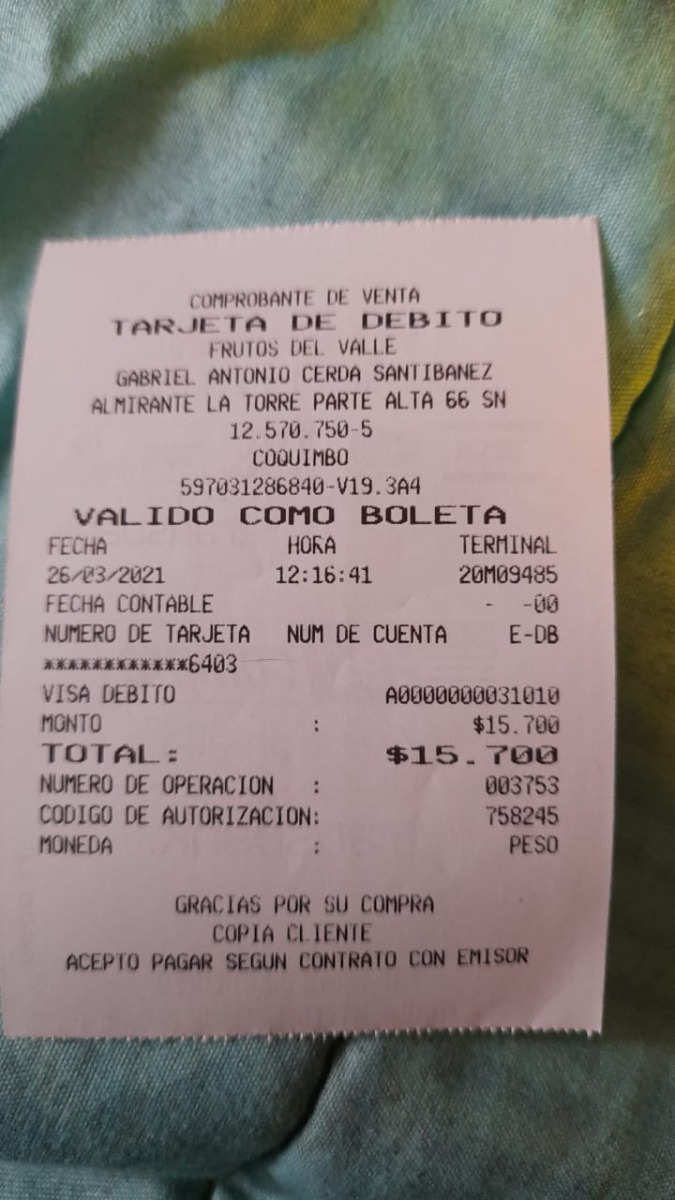 COMPROBANTE DE VENTA
TARJETA DE DEBITO
FRUTOS DEL VALLE
GABRIEL ANTONIO CERDA SANTIBANEZ
ALMIRANTE LA TORRE PARTE ALTA 66 SN
12.570.750-5
COQUIMBO
597031286840-V19.3A4
VALIDO COMO BOLETA
FECHA HORA TERMINAL
26/03/2021 12:16:41 20M09485
FECHA CONTABLE - -00
NUMERO DE TARJETA NUM DE CUENTA E-DB
************6403
VISA DEBITO A0000000031010
MONTO : $15.700
TOTAL: $15.700
NUMERO DE OPERACION : 003753
CODIGO DE AUTORIZACION: 758245
MONEDA : PESO
GRACIAS POR SU COMPRA
COPIA CLIENTE
ACEPTO PAGAR SEGUN CONTRATO CON EMISOR